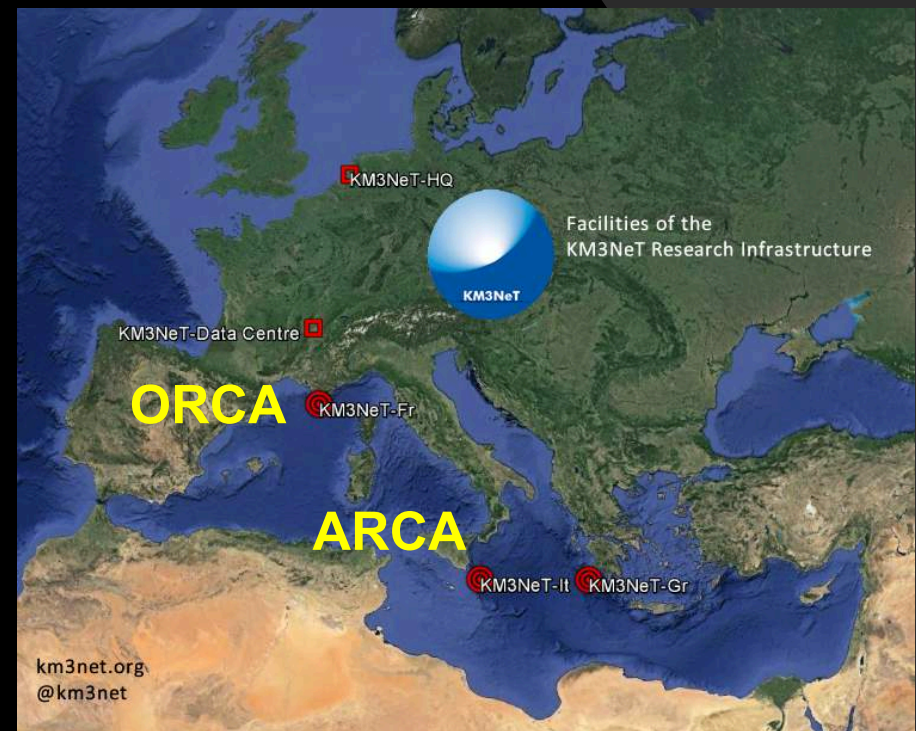 KM3NeT-HQ
Facilities of the
KM3NeT Research Infrastructure
KM3NeT
KM3NeT-Data Centre
ORCA
KM3NeT-Fr
ARCA
KM3NeT-It
KM3NeT-Gr
km3net.org
@km3net